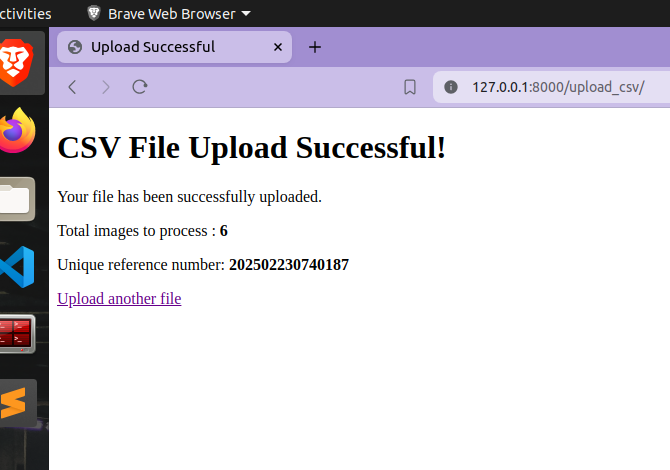 ctivities Brave Web Browser
Upload Successful
127.0.0.1:8000/upload_csv/
CSV File Upload Successful!
Your file has been successfully uploaded.
Total images to process : 6
Unique reference number: 202502230740187
Upload another file